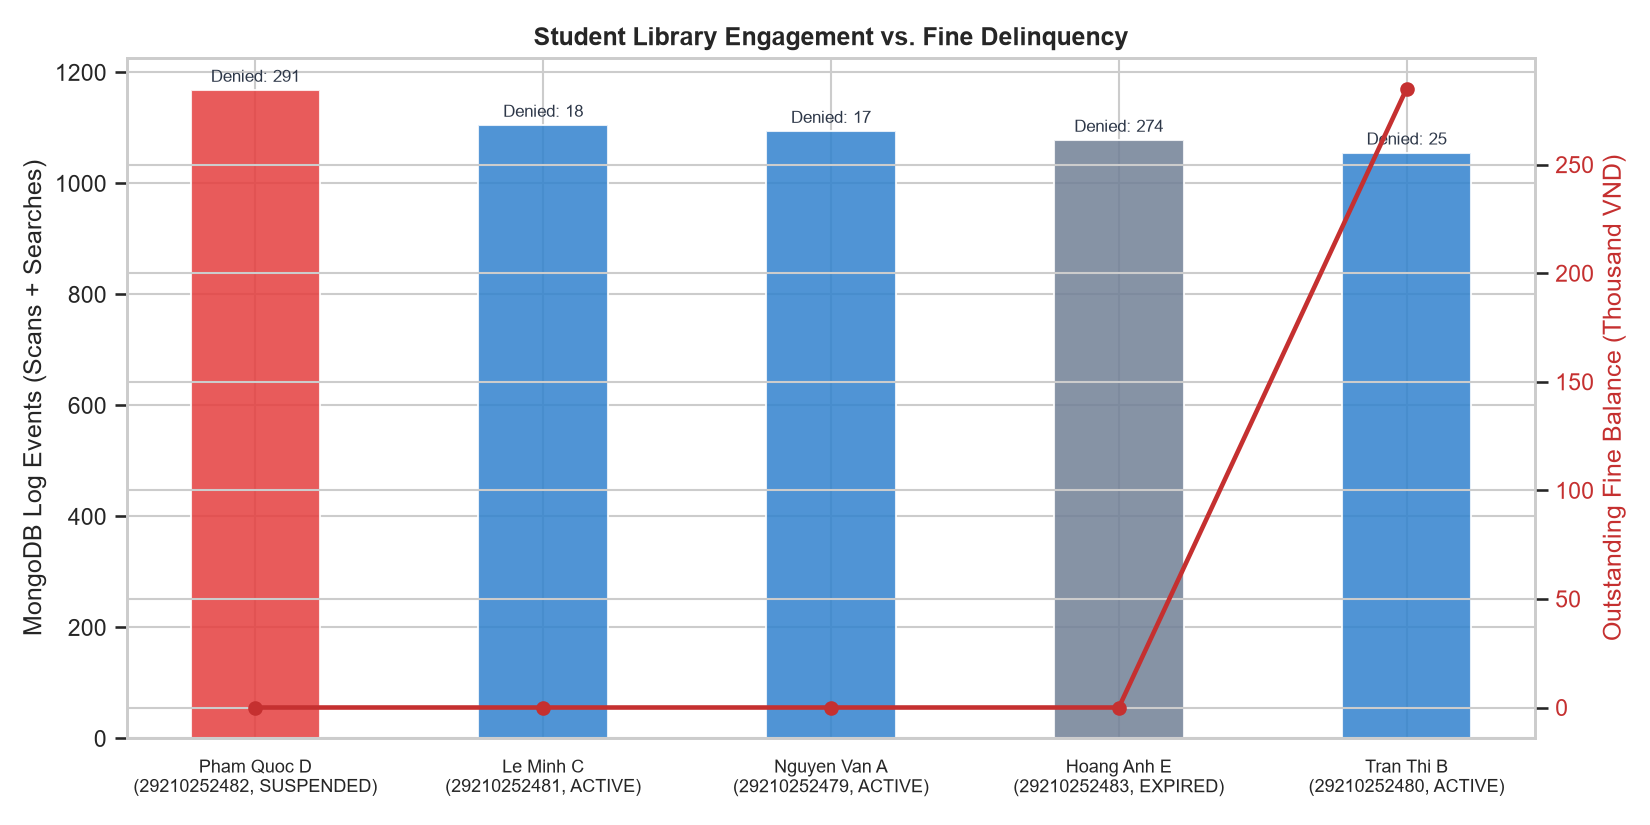 Student Library Engagement vs. Fine Delinquency
MongoDB Log Events (Scans + Searches)
1200
1000
800
600
400
200
0
Denied: 291
Denied: 18
Denied: 17
Denied: 274
Denied: 25
250
200
150
100
50
0
Outstanding Fine Balance (Thousand VND)
Pham Quoc D
(29210252482, SUSPENDED)
Le Minh C
(29210252481, ACTIVE)
Nguyen Van A
(29210252479, ACTIVE)
Hoang Anh E
(29210252483, EXPIRED)
Tran Thi B
(29210252480, ACTIVE)